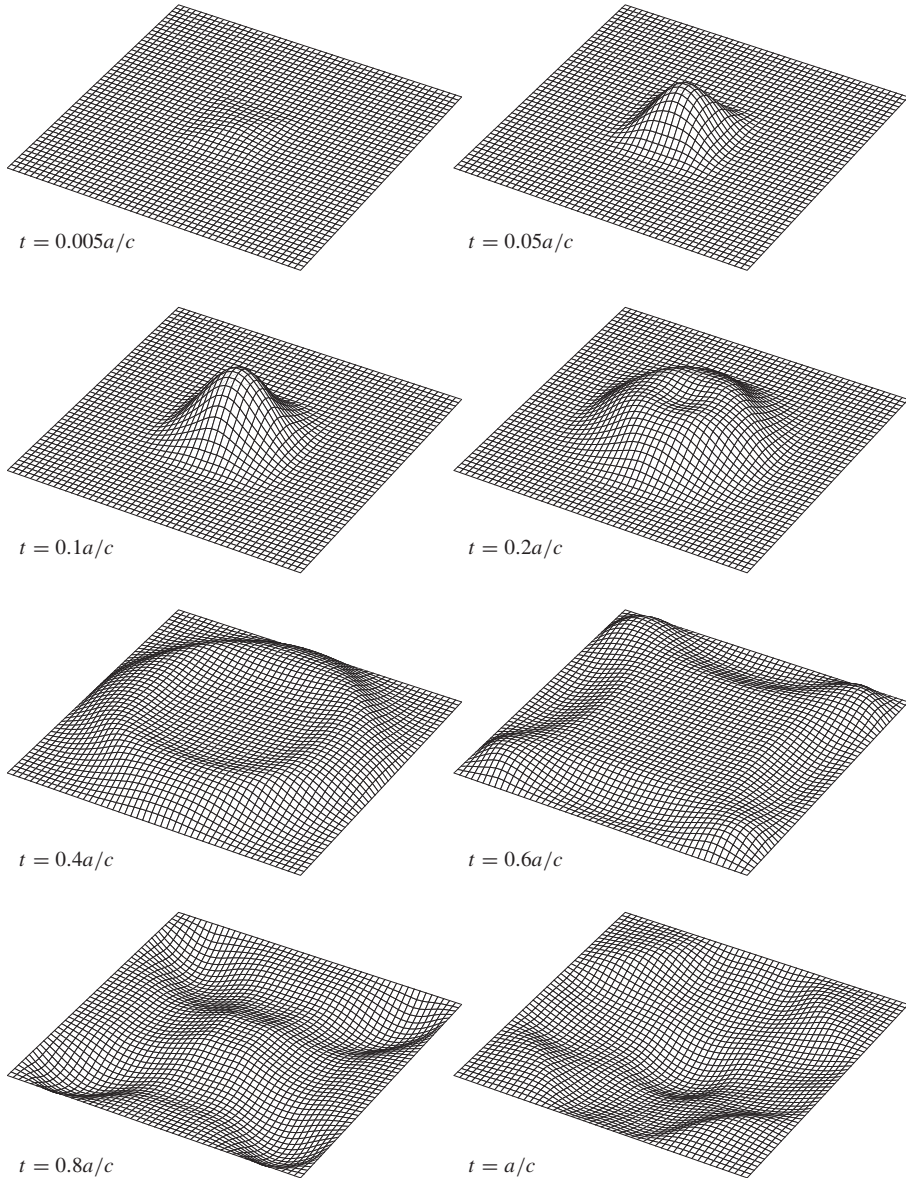 t = 0.005a/c
t = 0.05a/c
t = 0.1a/c
t = 0.2a/c
t = 0.4a/c
t = 0.6a/c
t = 0.8a/c
t = a/c